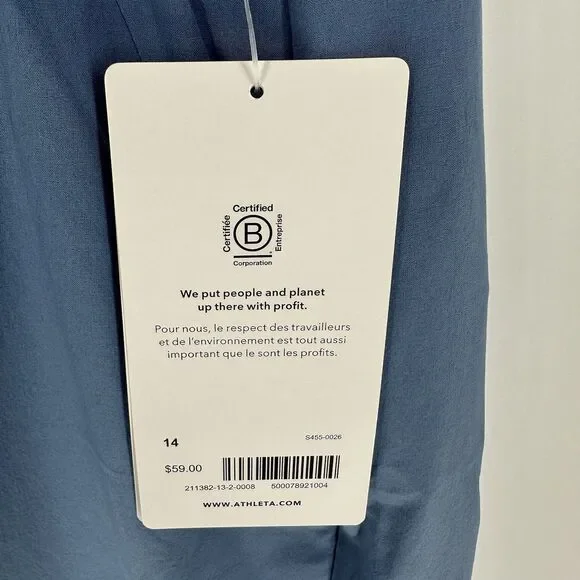 Certified
Certifiée
B
Entreprise
Corporation
We put people and planet
up there with profit.
Pour nous, le respect des travailleurs
et de l'environnement est tout aussi
important que le sont les profits.
14
S455-0026
$59.00
211382-13-2-0008 500078921004
WWW.ATHLETA.COM